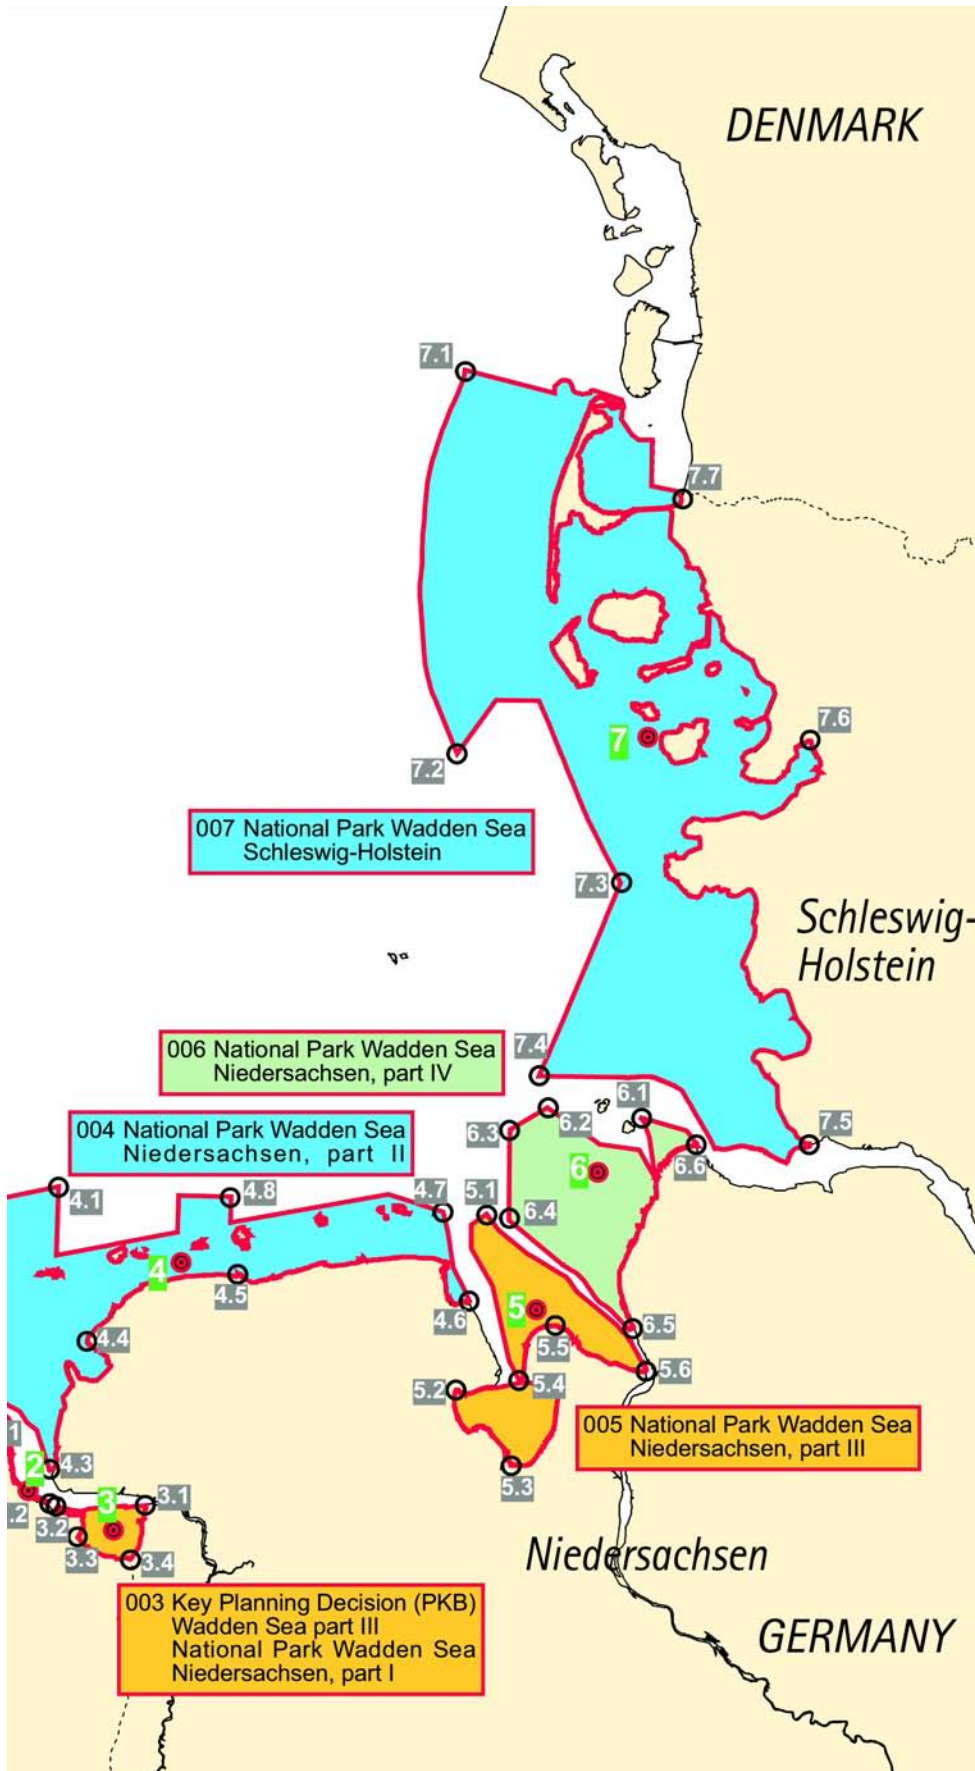 DENMARK
7.1
7.7
7.6
7
7.2
007 National Park Wadden Sea
Schleswig-Holstein
7.3
Schleswig-
Holstein
006 National Park Wadden Sea
Niedersachsen, part IV
7.4
6.1
6.2
6.3
7.5
6.6
004 National Park Wadden Sea
Niedersachsen, part II
6
4.1
4.8
4.7
5.1
6.4
4
4.5
4.6
5
5.5
6.5
4.4
5.6
5.2
5.4
005 National Park Wadden Sea
Niedersachsen, part III
1
2
4.3
5.3
.2
3.2
3
3.1
3.3
3.4
Niedersachsen
003 Key Planning Decision (PKB)
Wadden Sea part III
National Park Wadden Sea
Niedersachsen, part I
GERMANY